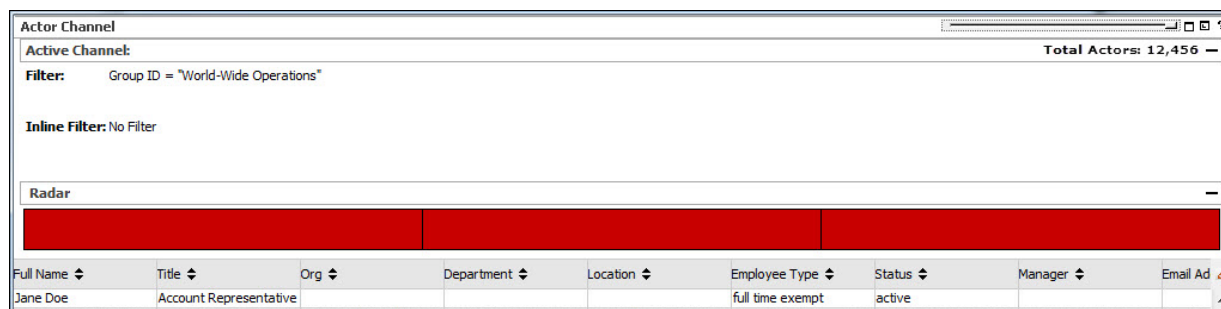 Actor Channel
Active Channel: Total Actors: 12,456
Filter: Group ID = "World-Wide Operations"
Inline Filter: No Filter
Radar
Full Name Title Org Department Location Employee Type Status Manager Email Ad
Jane Doe Account Representative full time exempt active